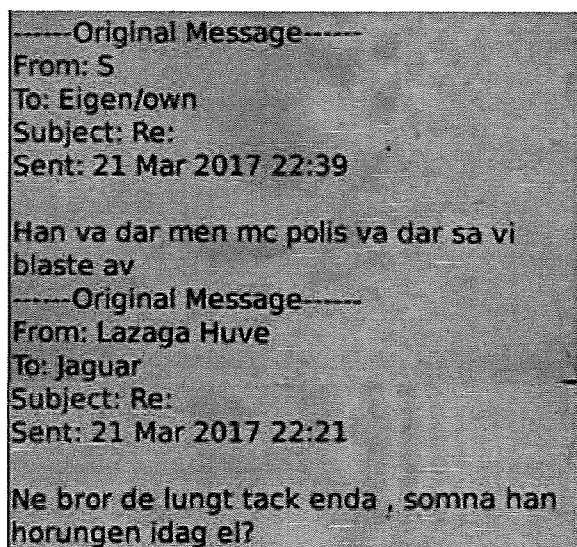 ------Original Message------
From: S
To: Eigen/own
Subject: Re:
Sent: 21 Mar 2017 22:39
Han va dar men mc polis va dar sa vi
blaste av
------Original Message------
From: Lazaga Huve
To: Jaguar
Subject: Re:
Sent: 21 Mar 2017 22:21
Ne bror de lungt tack enda , somna han
horungen idag el?